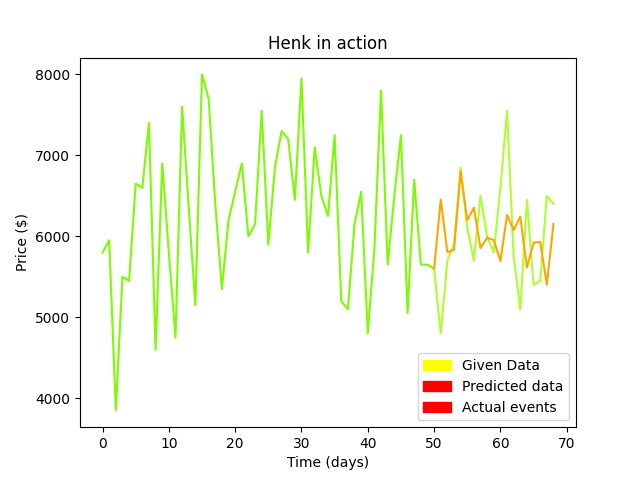 Henk in action
8000
7000
6000
5000
4000
Price ($)
Given Data
Predicted data
Actual events
0 10 20 30 40 50 60 70
Time (days)